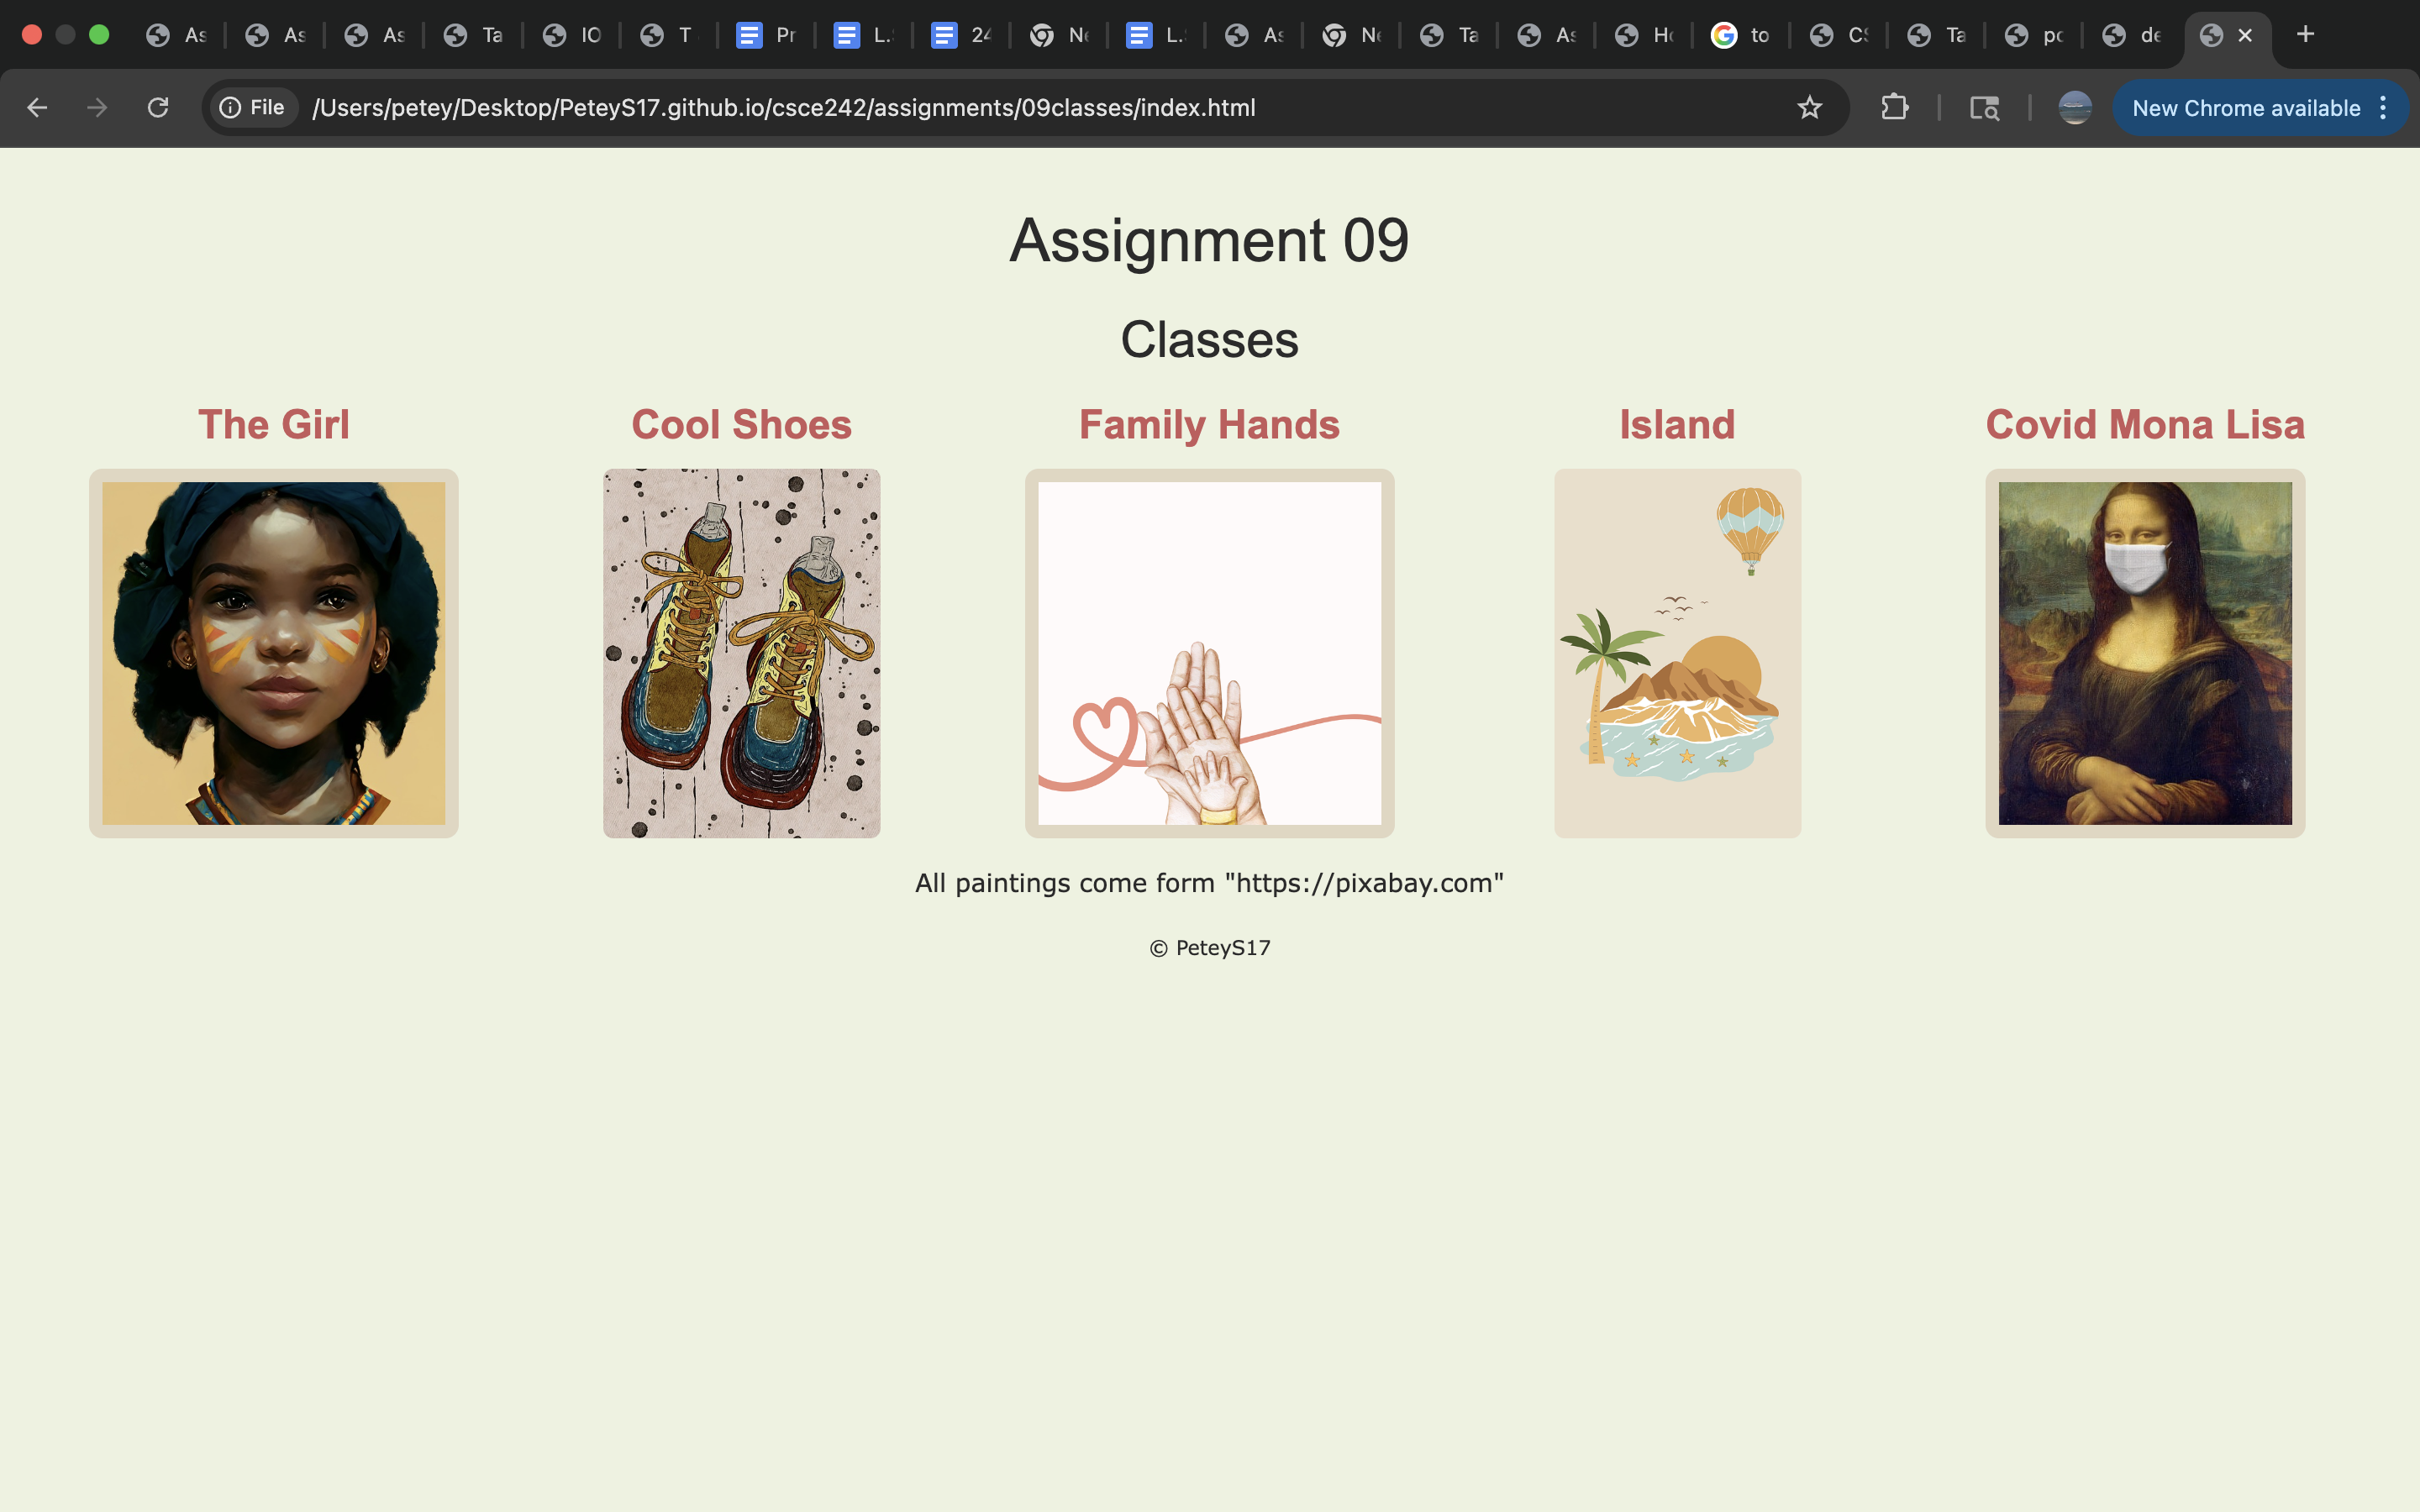 As As As Ta IO T Pr L. 24 Ne L. As Ne Ta As Ho to CS Ta po de
File /Users/petey/Desktop/PeteyS17.github.io/csce242/assignments/09classes/index.html New Chrome available
Assignment 09
Classes
The Girl Cool Shoes Family Hands Island Covid Mona Lisa
All paintings come form "https://pixabay.com"
© PeteyS17